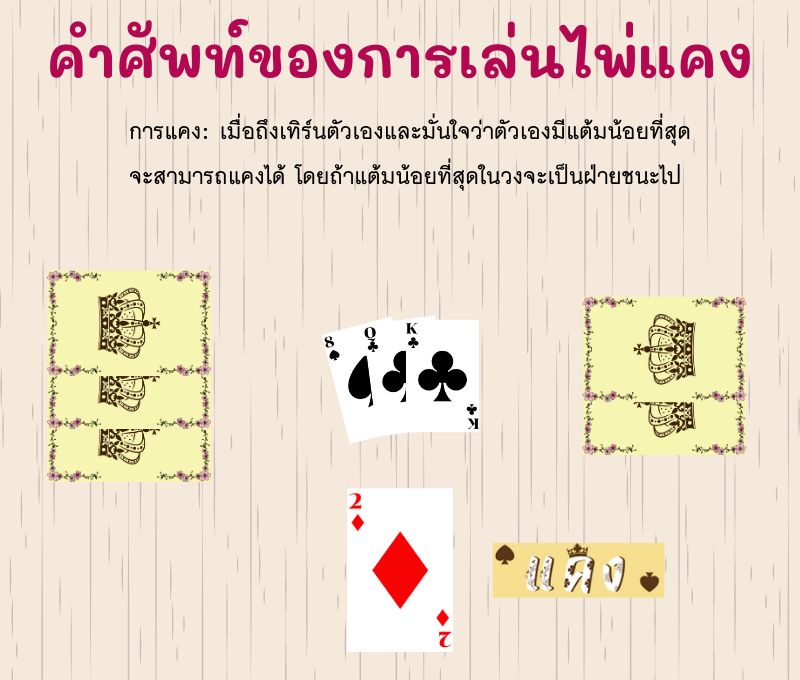 คำศัพท์ของการเล่นไพ่แคง
การแคง: เมื่อถึงเทิร์นตัวเองและมั่นใจว่าตัวเองมีแต้มน้อยที่สุด
จะสามารถแคงได้ โดยถ้าแต้มน้อยที่สุดในวงจะเป็นฝ่ายชนะไป
8 Q K
K
2
แคง
2